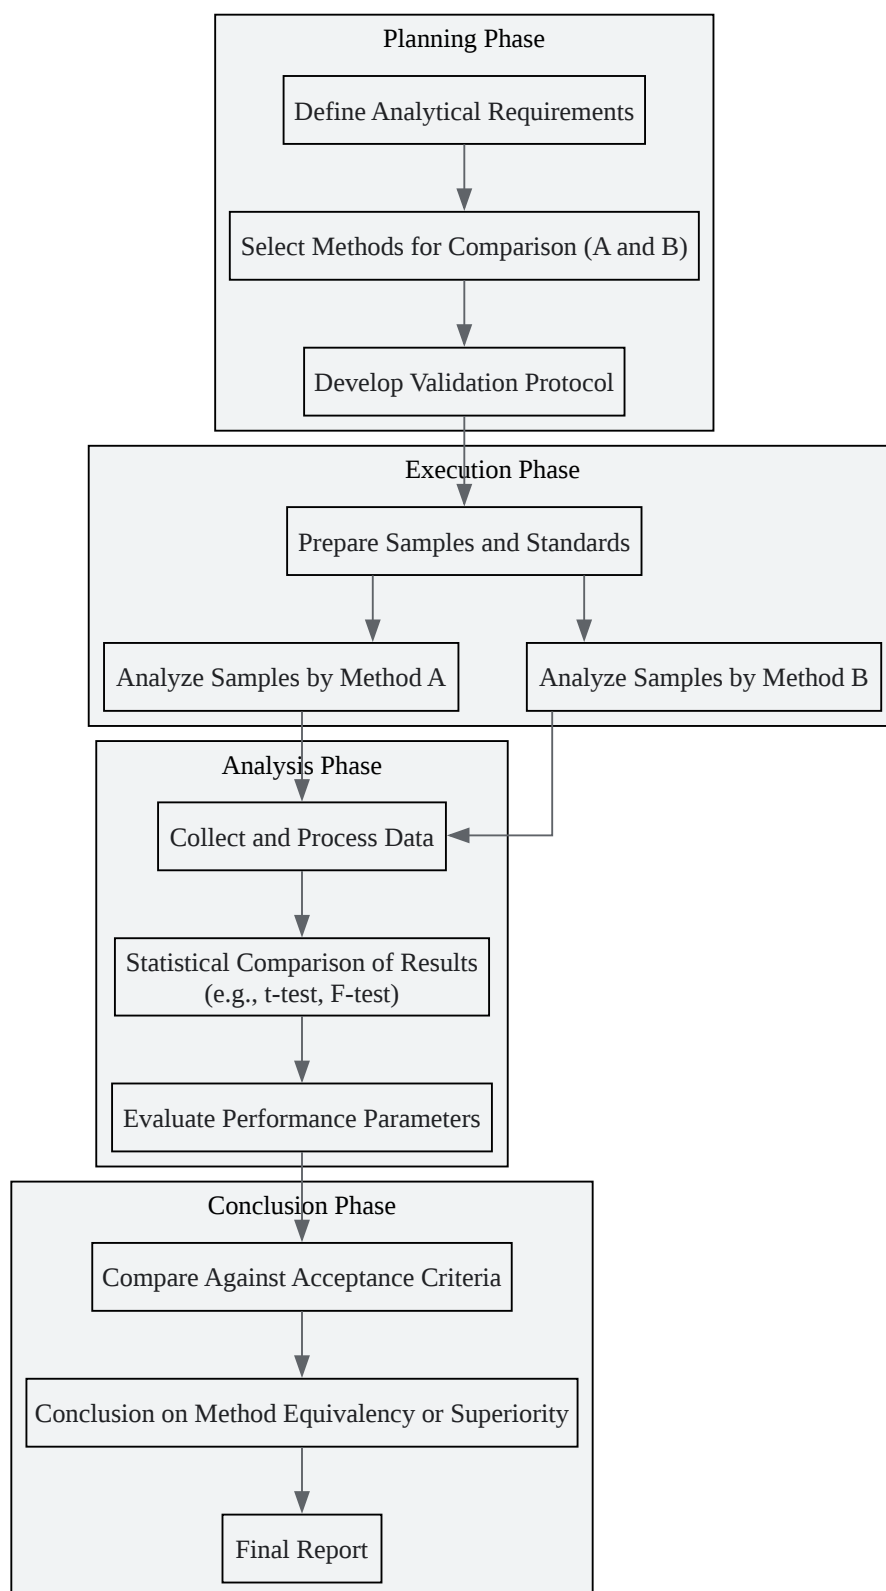 Planning Phase
Define Analytical Requirements
Select Methods for Comparison (A and B)
Develop Validation Protocol
Execution Phase
Prepare Samples and Standards
Analyze Samples by Method A
Analyze Samples by Method B
Analysis Phase
Collect and Process Data
Statistical Comparison of Results
(e.g., t-test, F-test)
Evaluate Performance Parameters
Conclusion Phase
Compare Against Acceptance Criteria
Conclusion on Method Equivalency or Superiority
Final Report